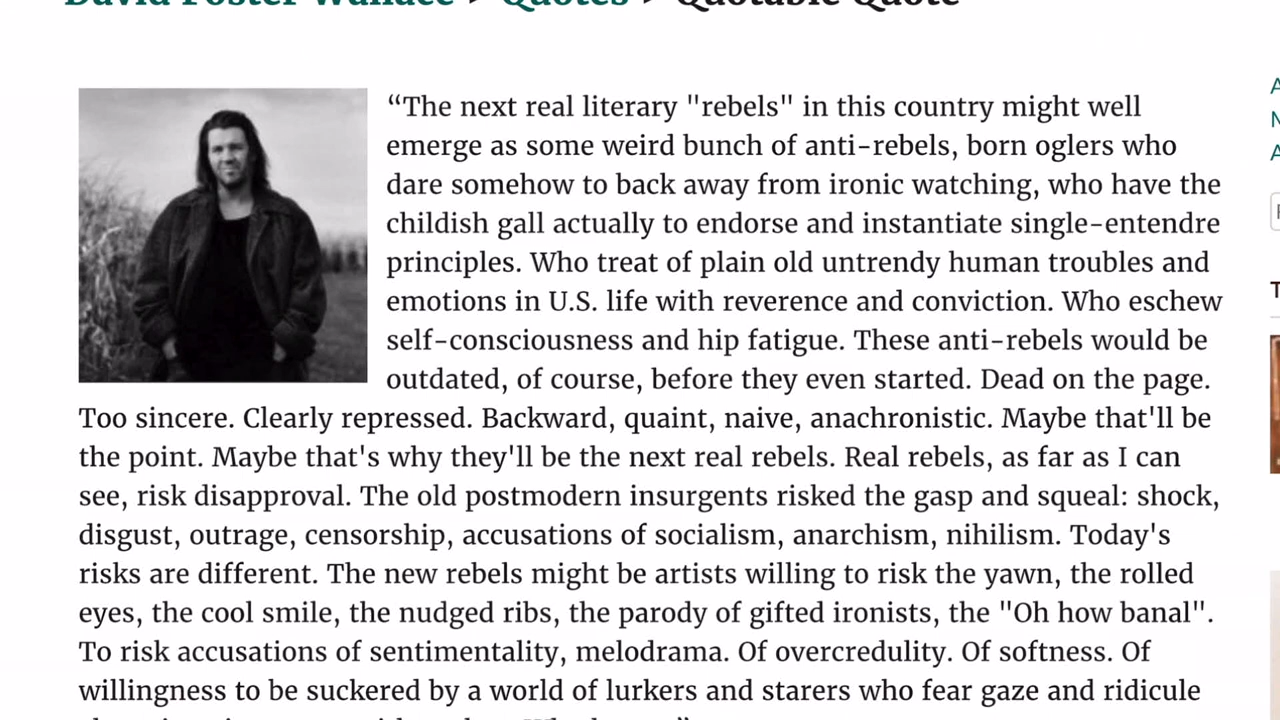 David Foster Wallace > Quotes > Quotable Quote
“The next real literary "rebels" in this country might well
emerge as some weird bunch of anti-rebels, born oglers who
dare somehow to back away from ironic watching, who have the
childish gall actually to endorse and instantiate single-entendre
principles. Who treat of plain old untrendy human troubles and
emotions in U.S. life with reverence and conviction. Who eschew
self-consciousness and hip fatigue. These anti-rebels would be
outdated, of course, before they even started. Dead on the page.
Too sincere. Clearly repressed. Backward, quaint, naive, anachronistic. Maybe that'll be
the point. Maybe that's why they'll be the next real rebels. Real rebels, as far as I can
see, risk disapproval. The old postmodern insurgents risked the gasp and squeal: shock,
disgust, outrage, censorship, accusations of socialism, anarchism, nihilism. Today's
risks are different. The new rebels might be artists willing to risk the yawn, the rolled
eyes, the cool smile, the nudged ribs, the parody of gifted ironists, the "Oh how banal".
To risk accusations of sentimentality, melodrama. Of overcredulity. Of softness. Of
willingness to be suckered by a world of lurkers and starers who fear gaze and ridicule